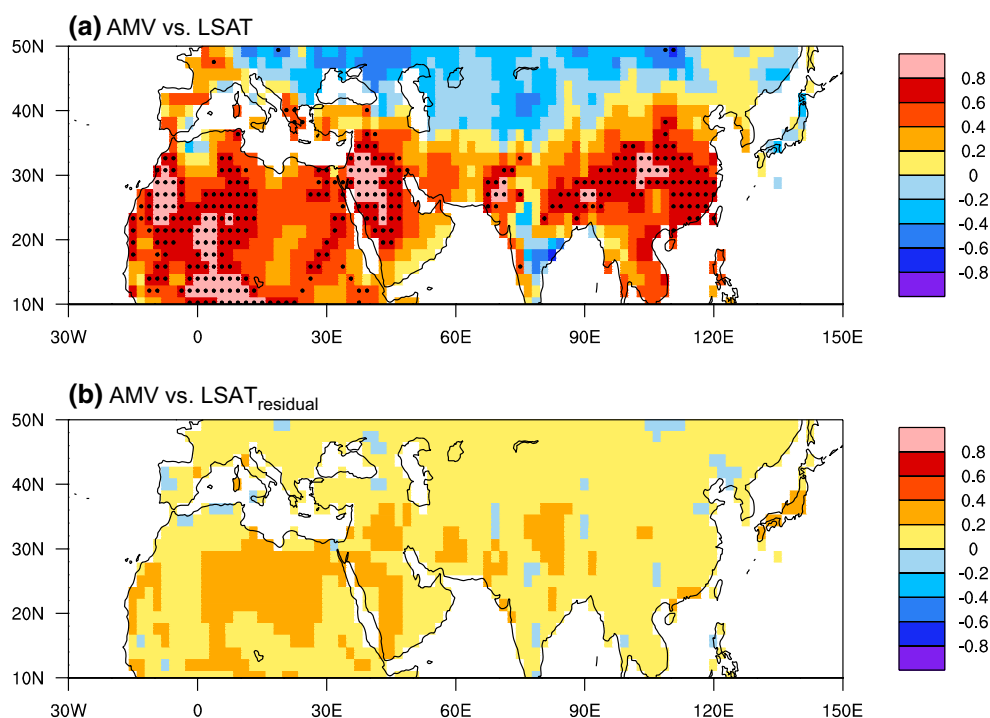 (a) AMV vs. LSAT
50N
40N
30N
20N
10N
30W 0 30E 60E 90E 120E 150E
0.8
0.6
0.4
0.2
0
-0.2
-0.4
-0.6
-0.8
(b) AMV vs. LSATresidual
50N
40N
30N
20N
10N
30W 0 30E 60E 90E 120E 150E
0.8
0.6
0.4
0.2
0
-0.2
-0.4
-0.6
-0.8